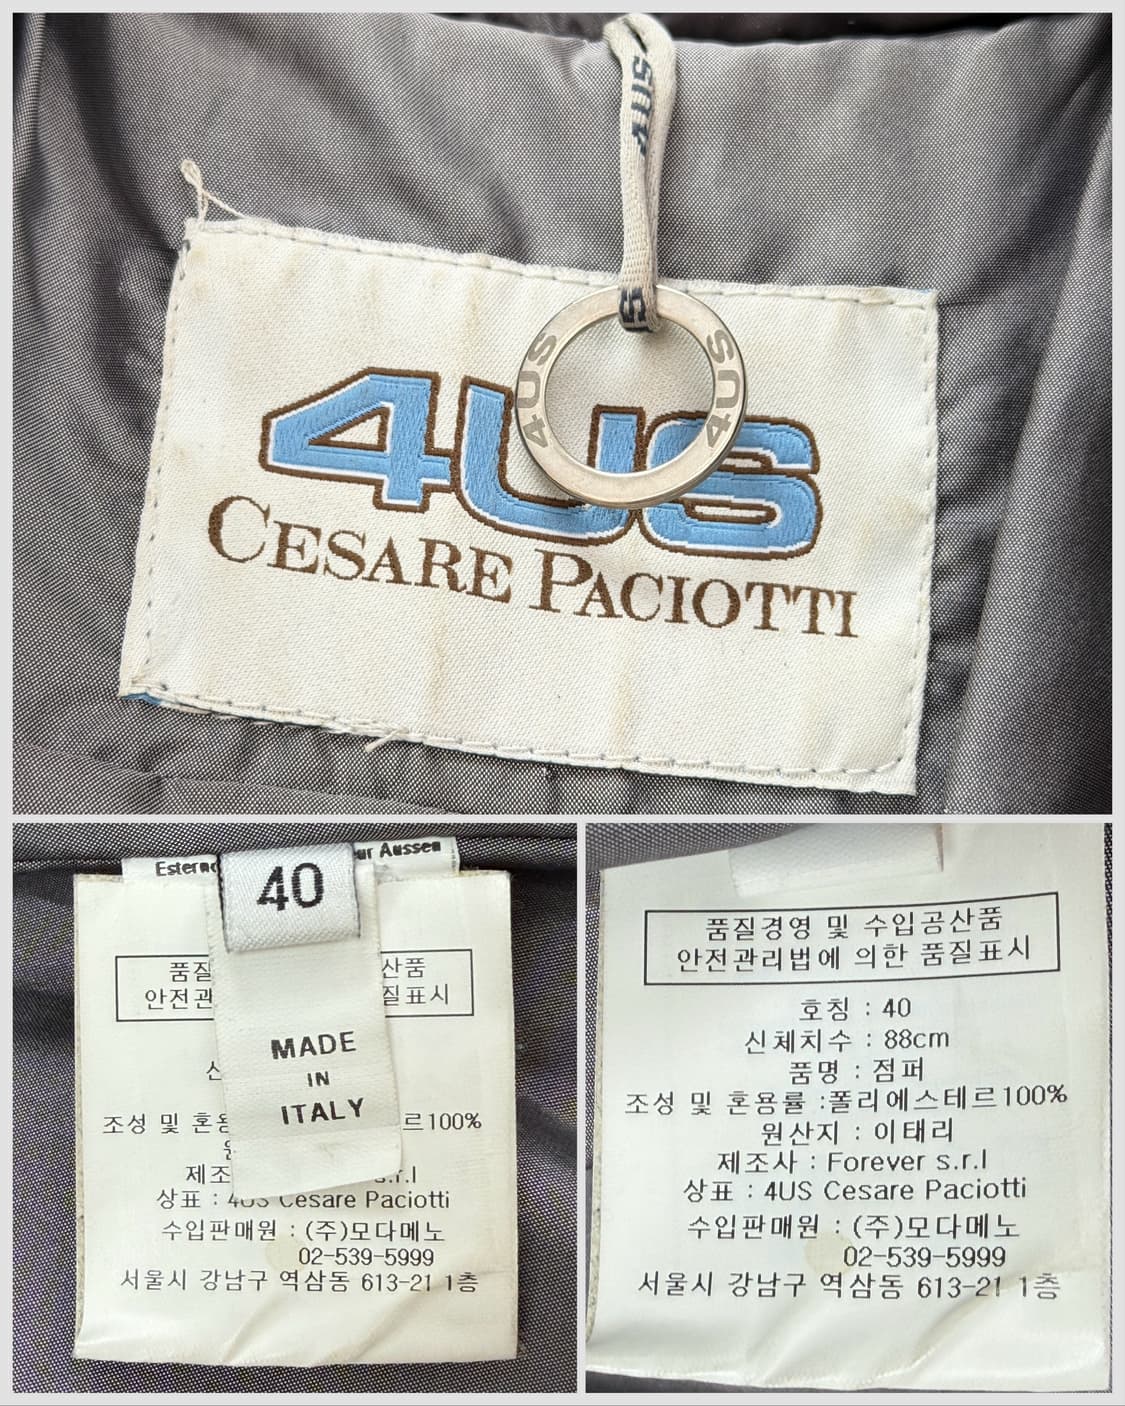 4US
4US
4US
4US
CESARE PACIOTTI
40
MADE
IN
ITALY
품질 산품
안전관 질표시
조성 및 혼용 르100%
제조 s.r.l
상표 : 4US Cesare Paciotti
수입판매원 : (주)모다메노
02-539-5999
서울시 강남구 역삼동 613-21 1층
품질경영 및 수입공산품
안전관리법에 의한 품질표시
호칭 : 40
신체치수 : 88cm
품명 : 점퍼
조성 및 혼용률 :폴리에스테르100%
원산지 : 이태리
제조사 : Forever s.r.l
상표 : 4US Cesare Paciotti
수입판매원 : (주)모다메노
02-539-5999
서울시 강남구 역삼동 613-21 1층